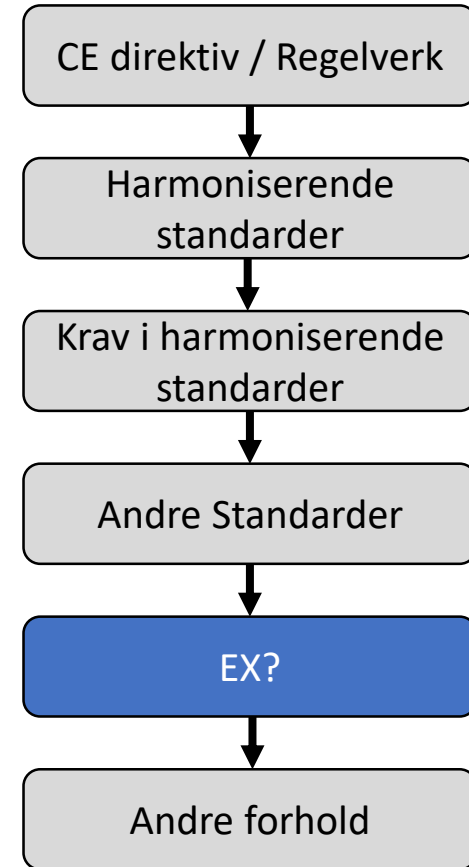 CE direktiv / Regelverk
Harmoniserende
standarder
Krav i harmoniserende
standarder
Andre Standarder
EX?
Andre forhold